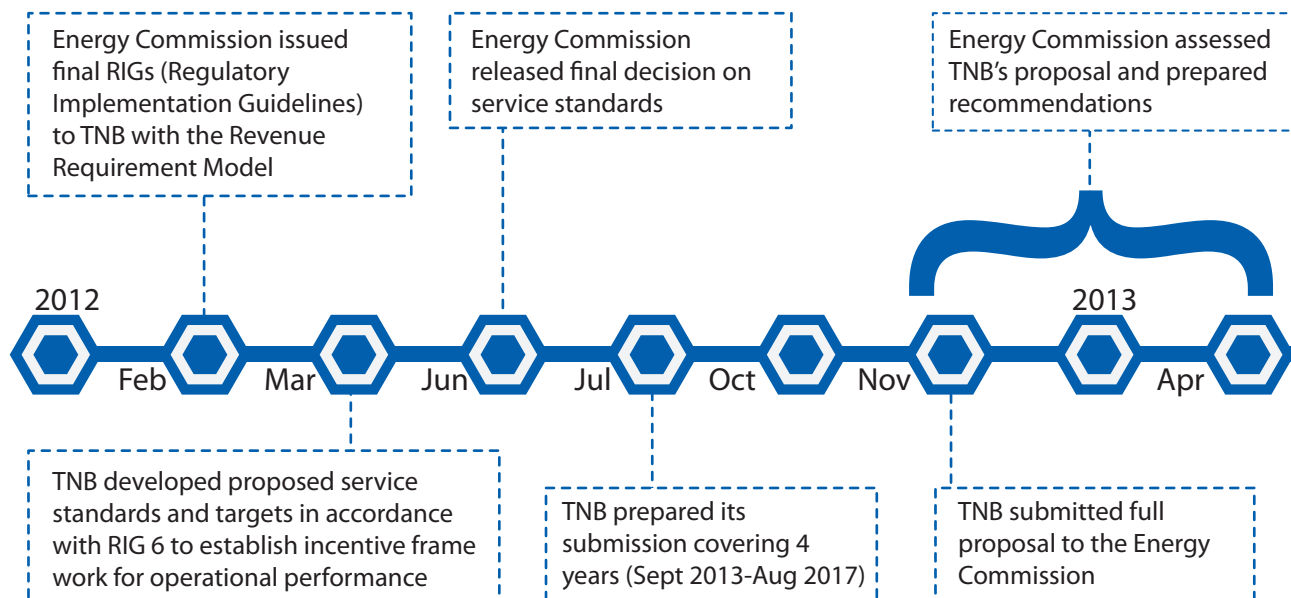 Energy Commission issued
final RIGs (Regulatory
Implementation Guidelines)
to TNB with the Revenue
Requirement Model
Energy Commission
released final decision on
service standards
Energy Commission assessed
TNB's proposal and prepared
recommendations
2012
2013
Feb
Mar
Jun
Jul
Oct
Nov
Apr
TNB developed proposed service
standards and targets in accordance
with RIG 6 to establish incentive frame
work for operational performance
TNB prepared its
submission covering 4
years (Sept 2013-Aug 2017)
TNB submitted full
proposal to the Energy
Commission